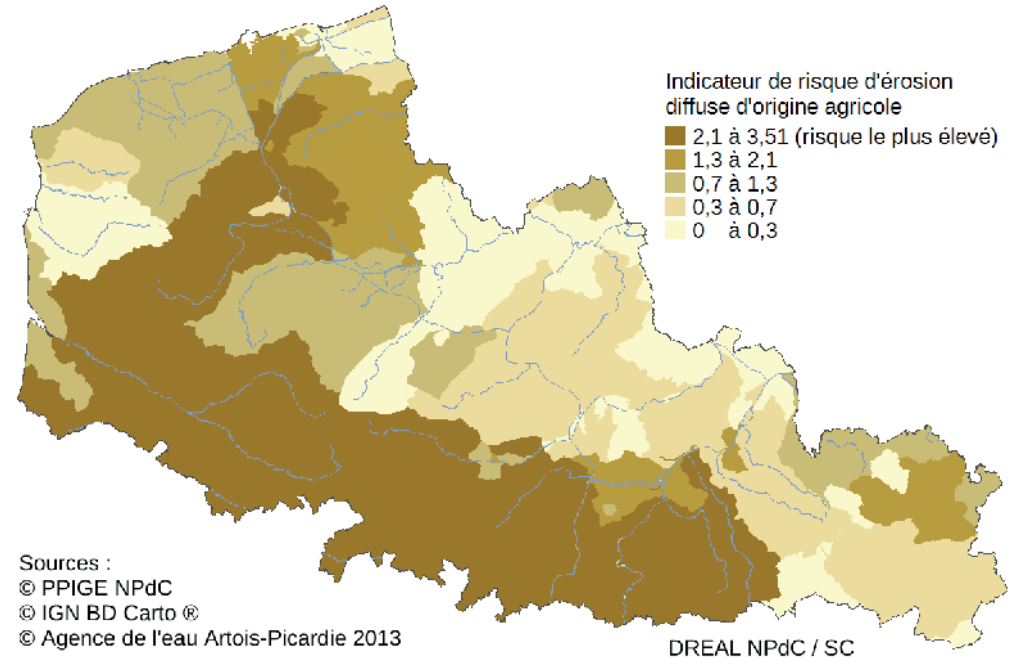 Indicateur de risque d'érosion
diffuse d'origine agricole
2,1 à 3,51 (risque le plus élevé)
1,3 à 2,1
0,7 à 1,3
0,3 à 0,7
0 à 0,3
Sources :
© PPIGE NPdC
© IGN BD Carto ®
© Agence de l'eau Artois-Picardie 2013
DREAL NPdC / SC